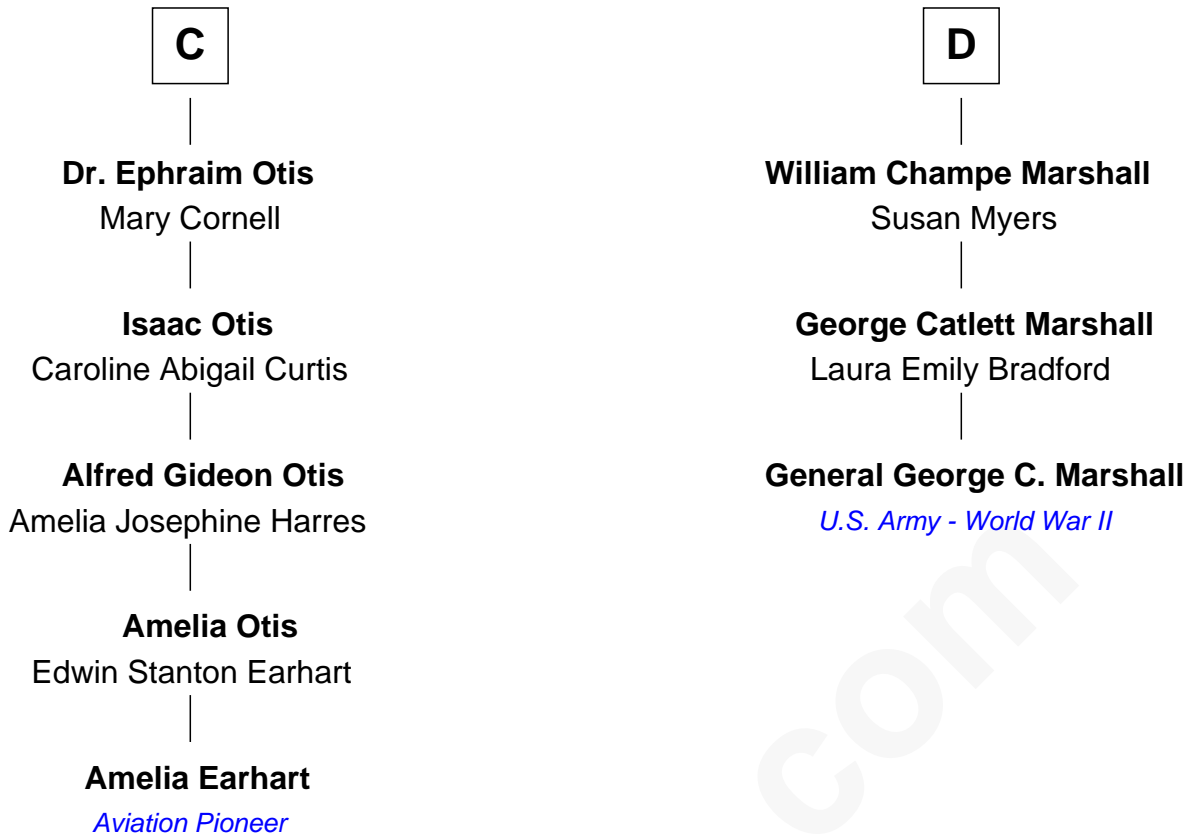 C
Dr. Ephraim Otis
Mary Cornell
Isaac Otis
Caroline Abigail Curtis
Alfred Gideon Otis
Amelia Josephine Harres
Amelia Otis
Edwin Stanton Earhart
Amelia Earhart
Aviation Pioneer
D
William Champe Marshall
Susan Myers
George Catlett Marshall
Laura Emily Bradford
General George C. Marshall
U.S. Army - World War II
com